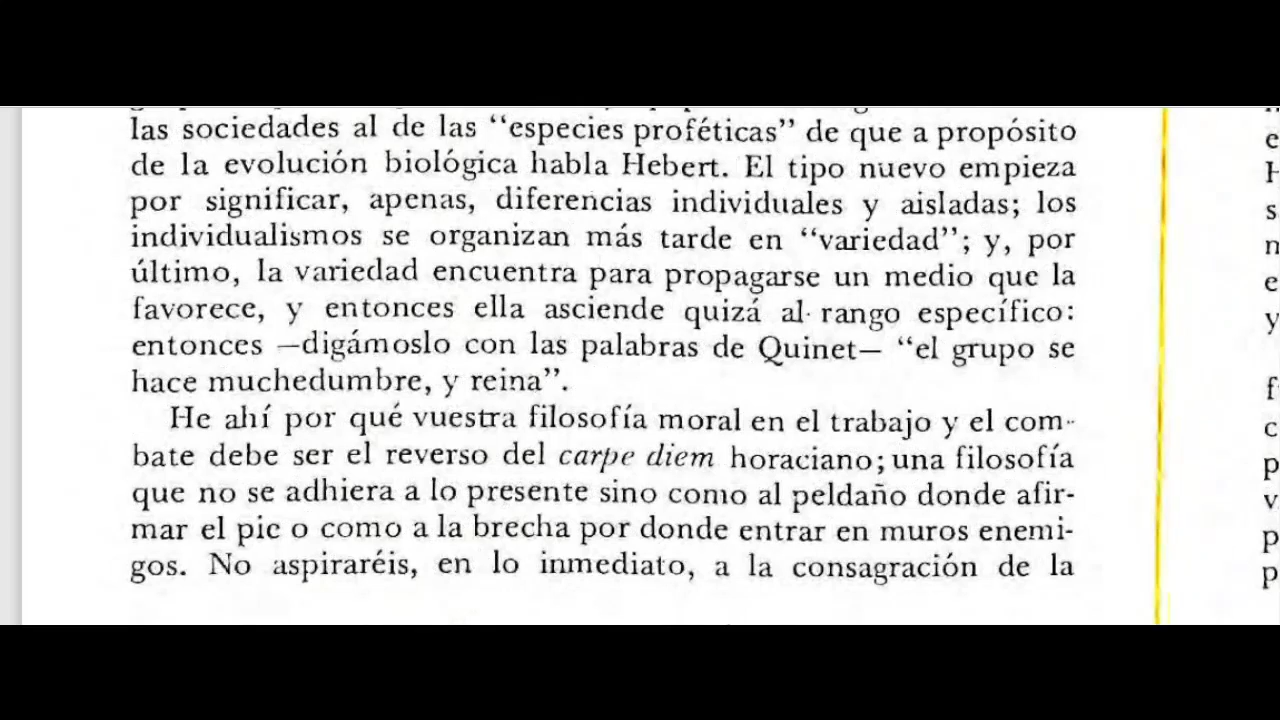 las sociedades al de las “especies proféticas” de que a propósito
de la evolución biológica habla Hebert. El tipo nuevo empieza
por significar, apenas, diferencias individuales y aisladas; los
individualismos se organizan más tarde en “variedad”; y, por
último, la variedad encuentra para propagarse un medio que la
favorece, y entonces ella asciende quizá al rango específico:
entonces —digámoslo con las palabras de Quinet— “el grupo se
hace muchedumbre, y reina”.
He ahí por qué vuestra filosofía moral en el trabajo y el com-
bate debe ser el reverso del carpe diem horaciano; una filosofía
que no se adhiera a lo presente sino como al peldaño donde afir-
mar el pie o como a la brecha por donde entrar en muros enemi-
gos. No aspiraréis, en lo inmediato, a la consagración de la